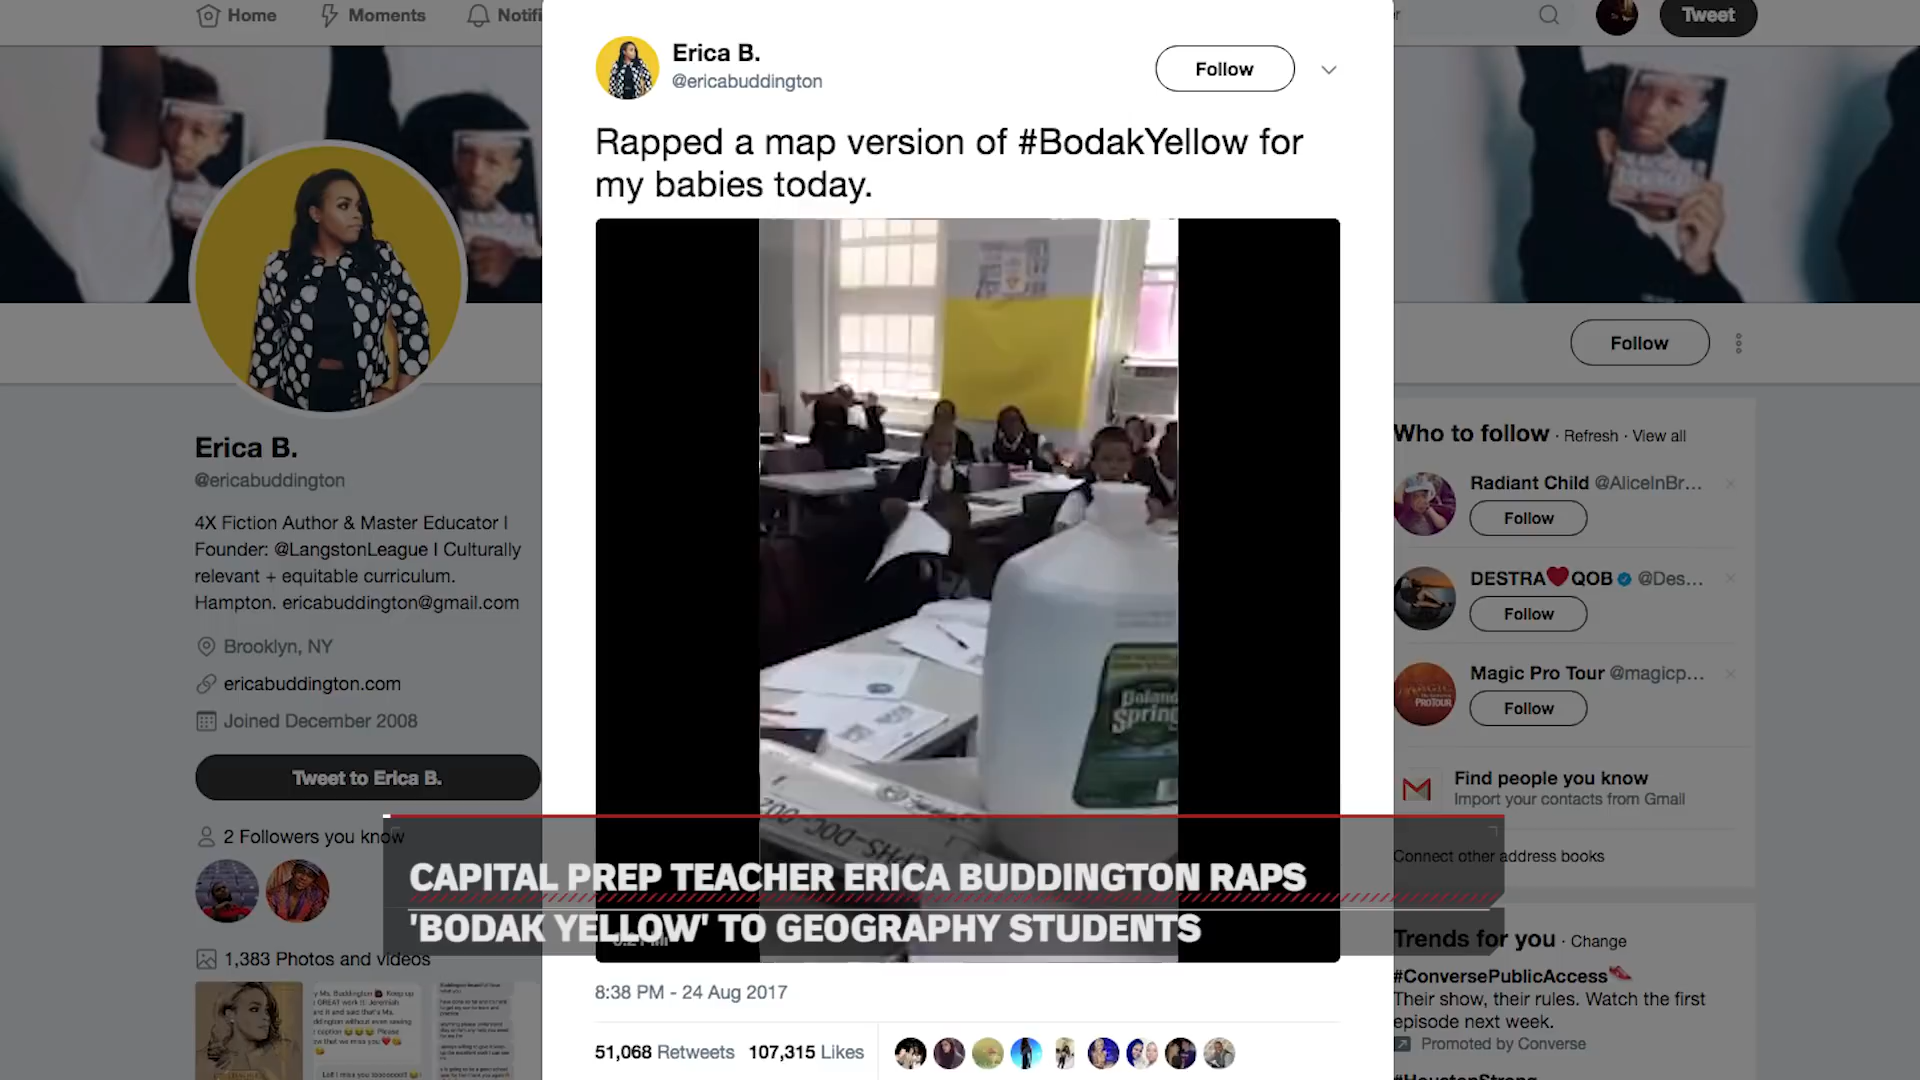 Home
Moments
Notifi
Tweet
Erica B.
@ericabuddington
Follow
Rapped a map version of #BodakYellow for
my babies today.
Poland
Spring
CAPITAL PREP TEACHER ERICA BUDDINGTON RAPS
'BODAK YELLOW' TO GEOGRAPHY STUDENTS
8:38 PM - 24 Aug 2017
51,068 Retweets 107,315 Likes
Erica B.
@ericabuddington
4X Fiction Author & Master Educator |
Founder: @LangstonLeague | Culturally
relevant + equitable curriculum.
Hampton. ericabuddington@gmail.com
Brooklyn, NY
ericabuddington.com
Joined December 2008
Tweet to Erica B.
2 Followers you know
1,383 Photos and videos
Follow
Who to follow · Refresh · View all
Radiant Child @AliceInBr...
Follow
DESTRA❤️QOB @Des...
Follow
Magic Pro Tour @magicp...
Follow
Find people you know
Import your contacts from Gmail
Connect other address books
Trends for you · Change
#ConversePublicAccess
Their show, their rules. Watch the first
episode next week.
Promoted by Converse
#HoustonStrong